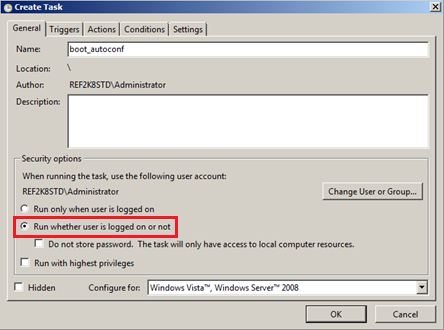 Create Task
General Triggers Actions Conditions Settings
Name: boot_autoconf
Location: \
Author: REF2K8STD\Administrator
Description:
Security options
When running the task, use the following user account:
REF2K8STD\Administrator Change User or Group...
Run only when user is logged on
Run whether user is logged on or not
Do not store password. The task will only have access to local computer resources.
Run with highest privileges
Hidden Configure for: Windows Vista™, Windows Server™ 2008
OK Cancel